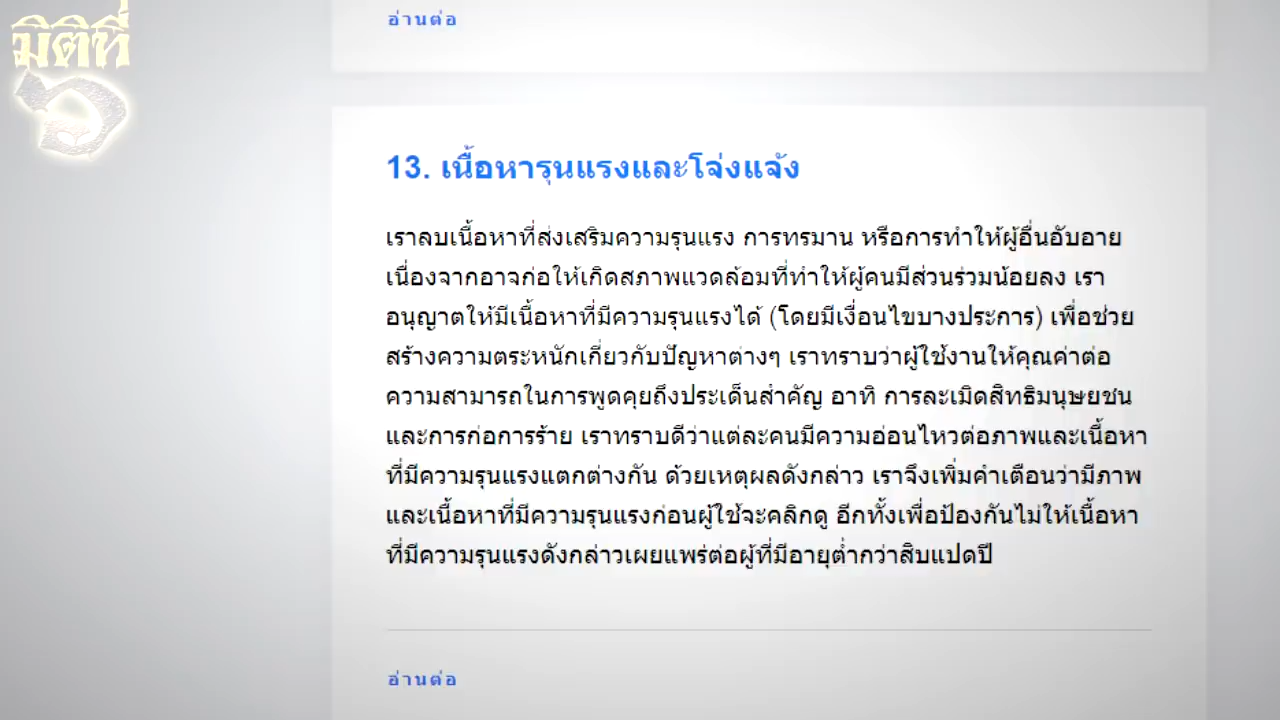 มิติที่
๖
อ่านต่อ
13. เนื้อหารุนแรงและโจ่งแจ้ง
เราลบเนื้อหาที่ส่งเสริมความรุนแรง การทรมาน หรือการทำให้ผู้อื่นอับอาย
เนื่องจากอาจก่อให้เกิดสภาพแวดล้อมที่ทำให้ผู้คนมีส่วนร่วมน้อยลง เรา
อนุญาตให้มีเนื้อหาที่มีความรุนแรงได้ (โดยมีเงื่อนไขบางประการ) เพื่อช่วย
สร้างความตระหนักเกี่ยวกับปัญหาต่างๆ เราทราบว่าผู้ใช้งานให้คุณค่าต่อ
ความสามารถในการพูดคุยถึงประเด็นสำคัญ อาทิ การละเมิดสิทธิมนุษยชน
และการก่อการร้าย เราทราบดีว่าแต่ละคนมีความอ่อนไหวต่อภาพและเนื้อหา
ที่มีความรุนแรงแตกต่างกัน ด้วยเหตุผลดังกล่าว เราจึงเพิ่มคำเตือนว่ามีภาพ
และเนื้อหาที่มีความรุนแรงก่อนผู้ใช้จะคลิกดู อีกทั้งเพื่อป้องกันไม่ให้เนื้อหา
ที่มีความรุนแรงดังกล่าวเผยแพร่ต่อผู้ที่มีอายุต่ำกว่าสิบแปดปี
อ่านต่อ